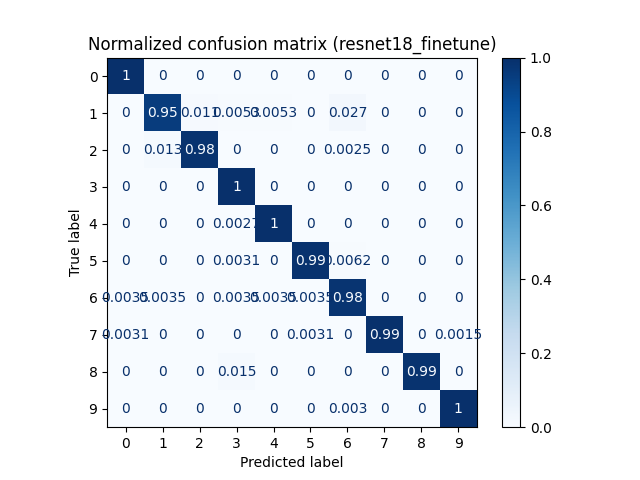 Normalized confusion matrix (resnet18_finetune)
0 1 0 0 0 0 0 0 0 0 0
1 0 0.95 0.011 0.0053 0.0053 0 0.027 0 0 0
2 0 0.013 0.98 0 0 0 0.0025 0 0 0
3 0 0 0 1 0 0 0 0 0 0
4 0 0 0 0.0027 1 0 0 0 0 0
5 0 0 0 0.0031 0 0.99 0.0062 0 0 0
6 0.0035 0.0035 0 0.0035 0.0035 0.0035 0.98 0 0 0
7 0.0031 0 0 0 0 0.0031 0 0.99 0 0.0015
8 0 0 0 0.015 0 0 0 0 0.99 0
9 0 0 0 0 0 0 0.003 0 0 1
0 1 2 3 4 5 6 7 8 9
Predicted label
True label
1.0
0.8
0.6
0.4
0.2
0.0